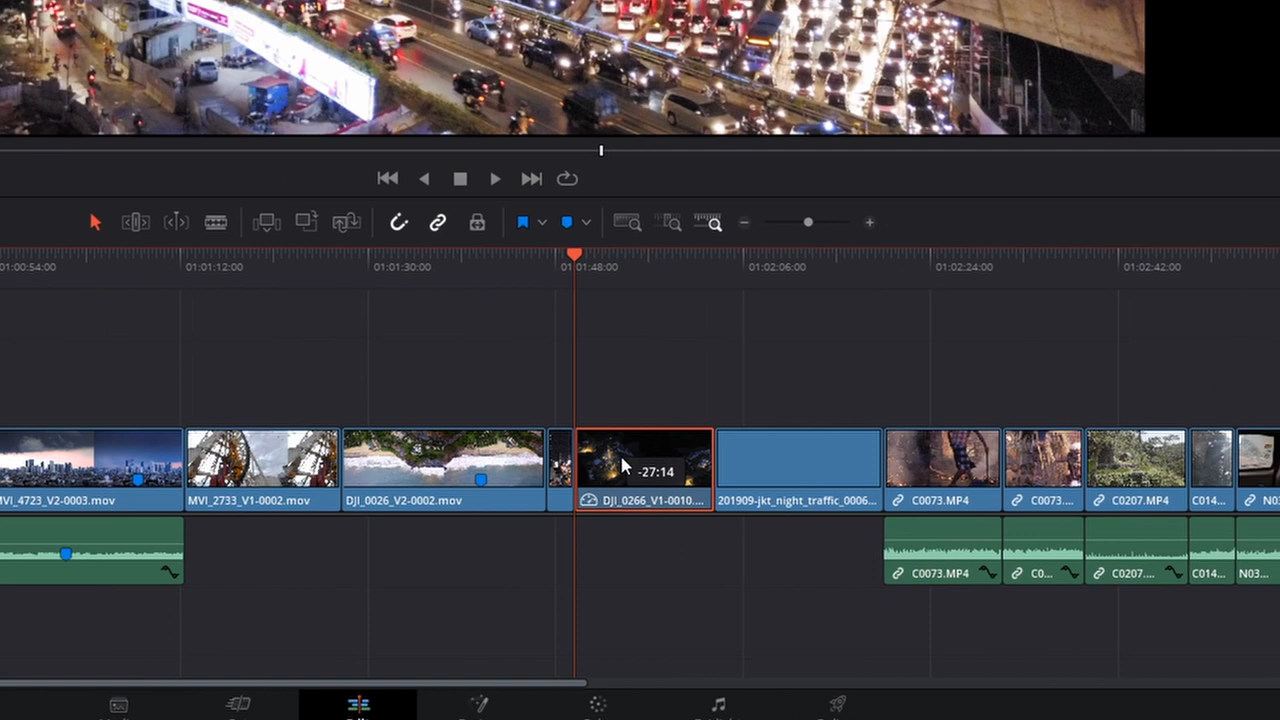 01:00:54:00
01:01:12:00
01:01:30:00
01:01:48:00
01:02:06:00
01:02:24:00
01:02:42:00
-27:14
MVI_4723_V2-0003.mov
MVI_2733_V1-0002.mov
DJI_0026_V2-0002.mov
DJI_0266_V1-0010....
201909-jkt_night_traffic_0006...
C0073.MP4
C0073....
C0207.MP4
C014...
N03
C0073.MP4
C0...
C0207....
C014...
N03...